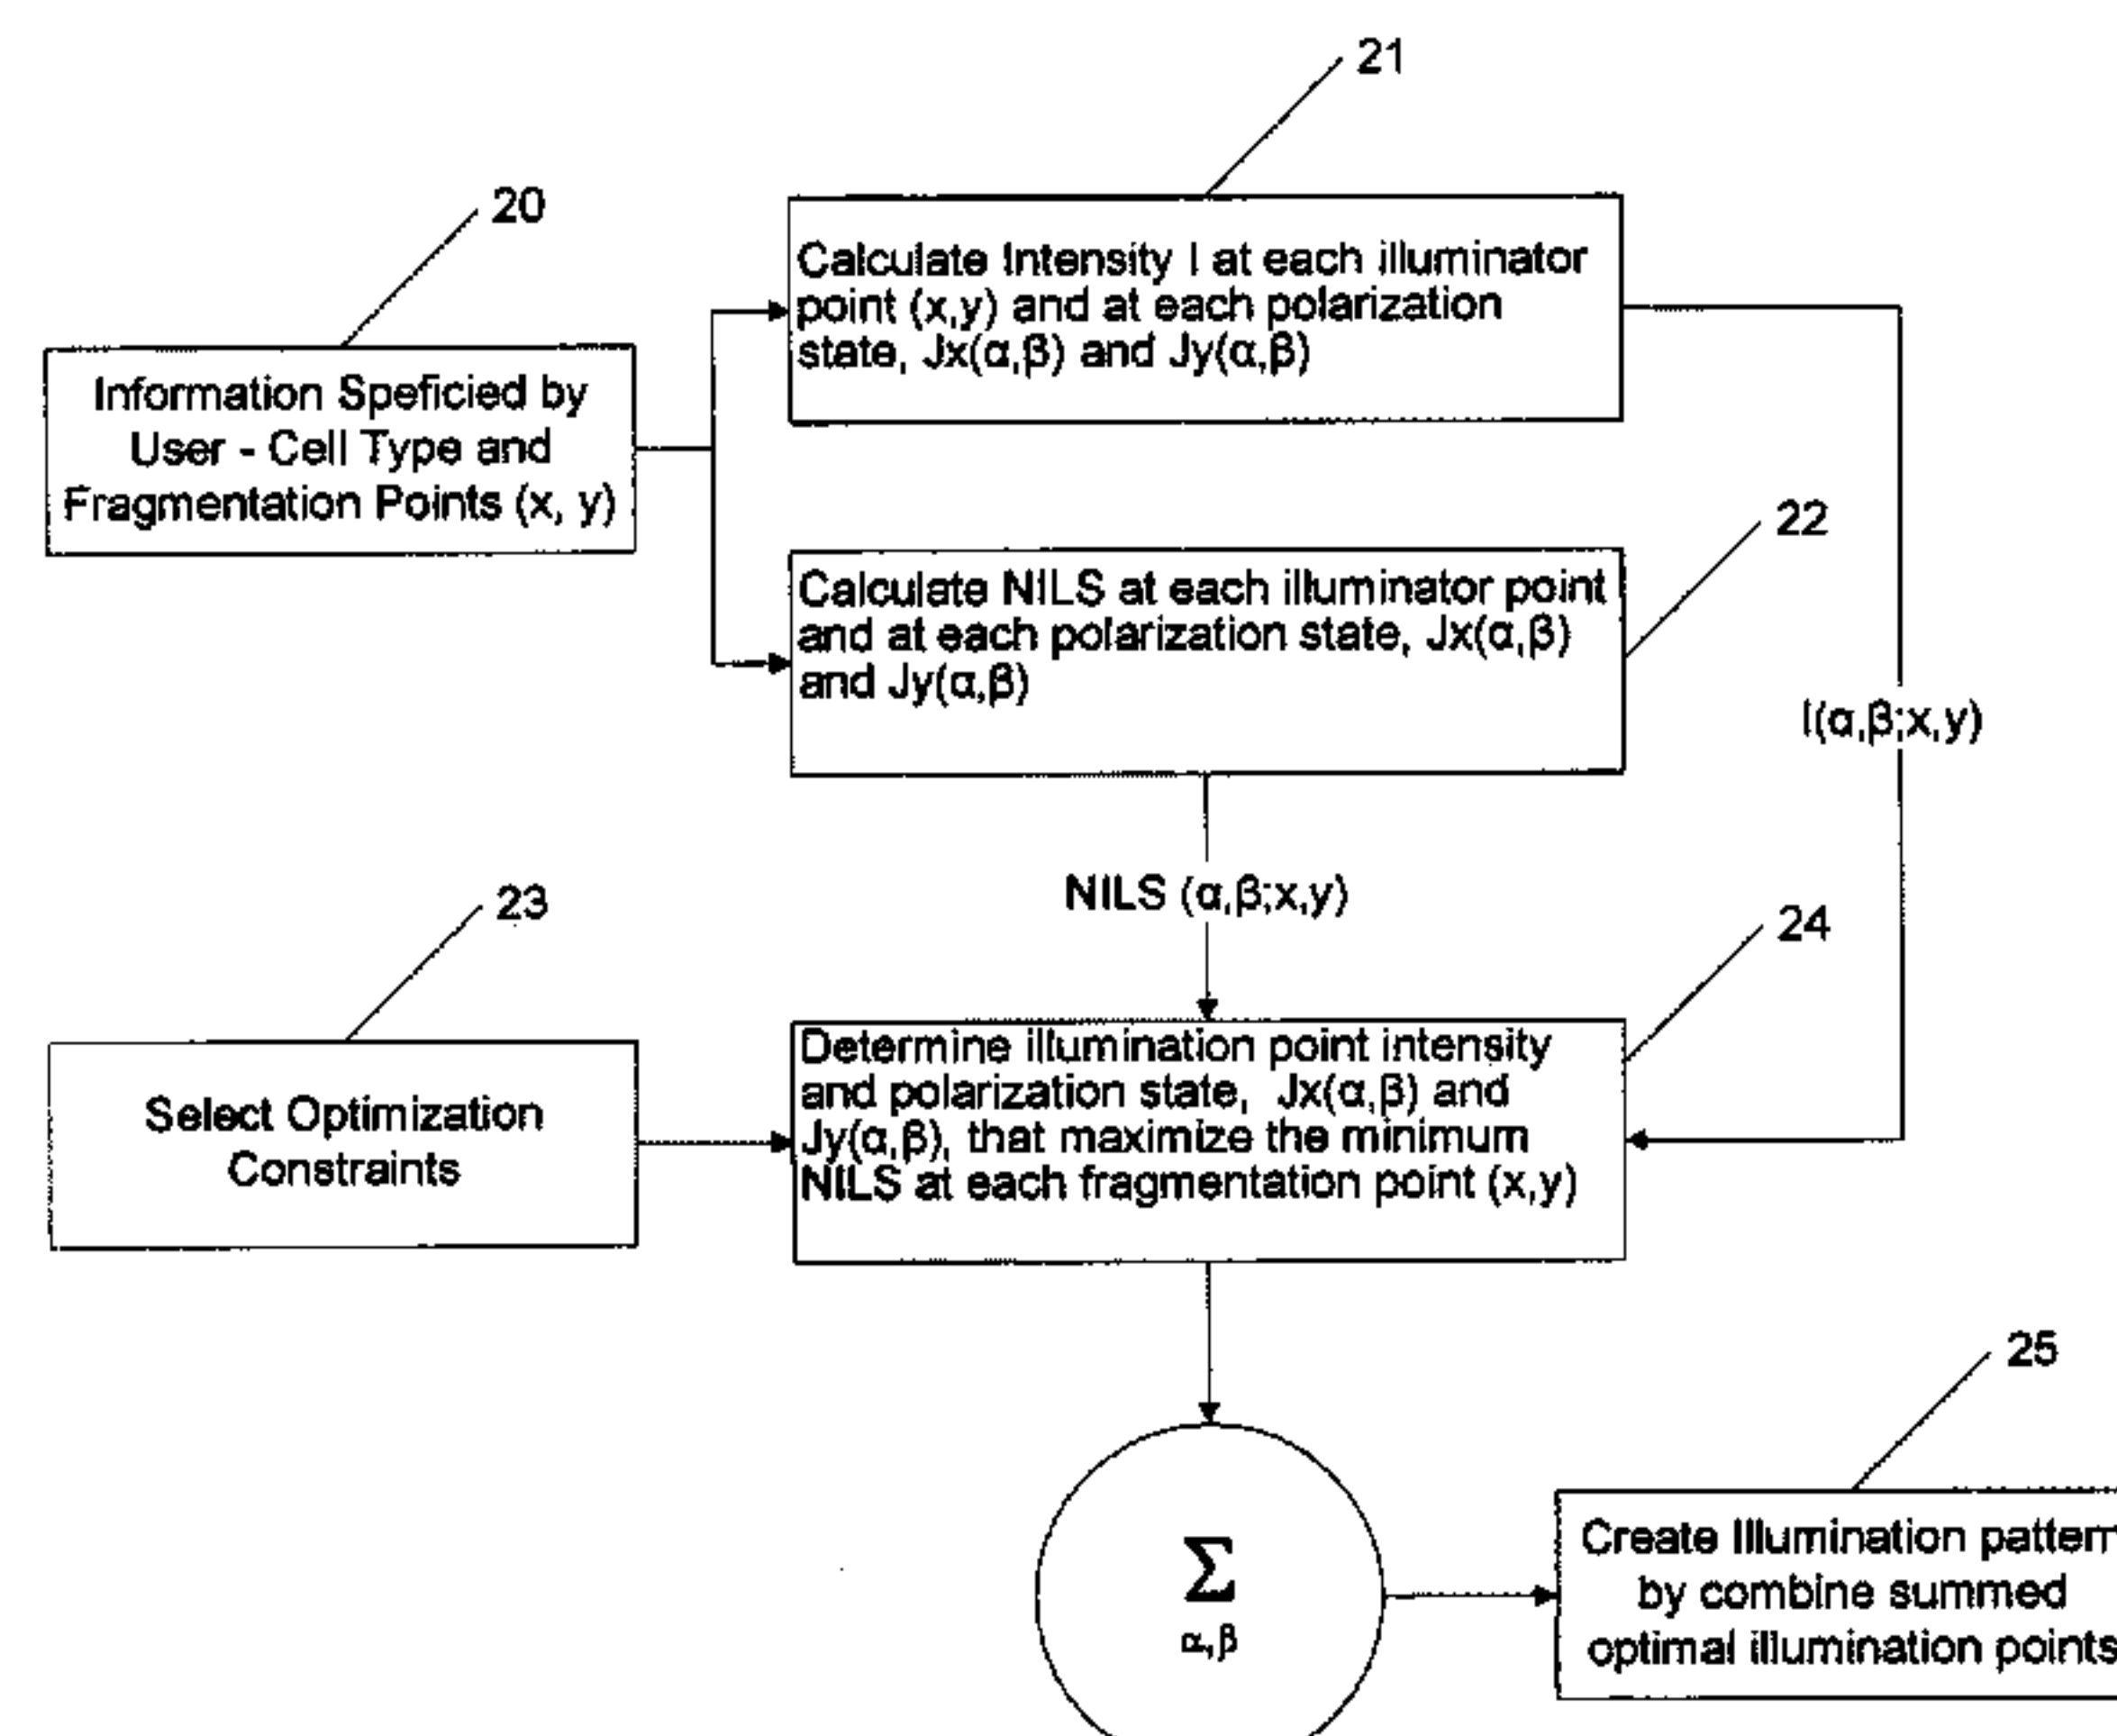 21
20
Calculate Intensity I at each illuminator
point (x,y) and at each polarization
state, Jx(α,β) and Jy(α,β)
Information Speficied by
User - Cell Type and
Fragmentation Points (x, y)
22
Calculate NILS at each illuminator point
and at each polarization state, Jx(α,β)
and Jy(α,β)
I(α,β;x,y)
NILS (α,β;x,y)
23
24
Select Optimization
Constraints
Determine illumination point intensity
and polarization state, Jx(α,β) and
Jy(α,β), that maximize the minimum
NILS at each fragmentation point (x,y)
25
Σ
α,β
Create Illumination pattern
by combine summed
optimal illumination points